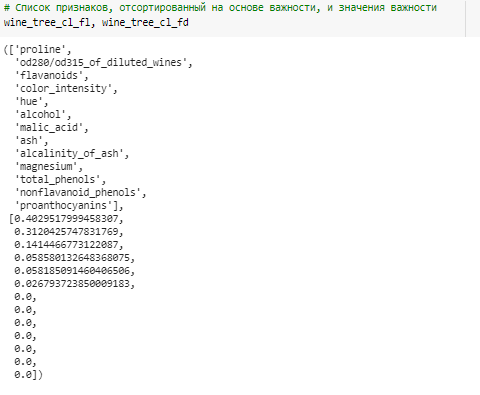 # Список признаков, отсортированный на основе важности, и значения важности
wine_tree_cl_fl, wine_tree_cl_fd
(['proline',
'od280/od315_of_diluted_wines',
'flavanoids',
'color_intensity',
'hue',
'alcohol',
'malic_acid',
'ash',
'alcalinity_of_ash',
'magnesium',
'total_phenols',
'nonflavanoid_phenols',
'proanthocyanins'],
[0.4029517999458307,
0.3120425747831769,
0.1414466773122087,
0.058580132648368075,
0.058185091460406506,
0.026793723850009183,
0.0,
0.0,
0.0,
0.0,
0.0,
0.0,
0.0])